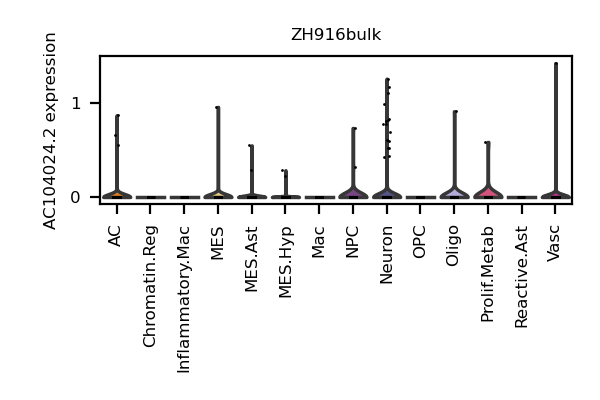 ZH916bulk
AC104024.2 expression
1
0
AC
Chromatin.Reg
Inflammatory.Mac
MES
MES.Ast
MES.Hyp
Mac
NPC
Neuron
OPC
Oligo
Prolif.Metab
Reactive.Ast
Vasc